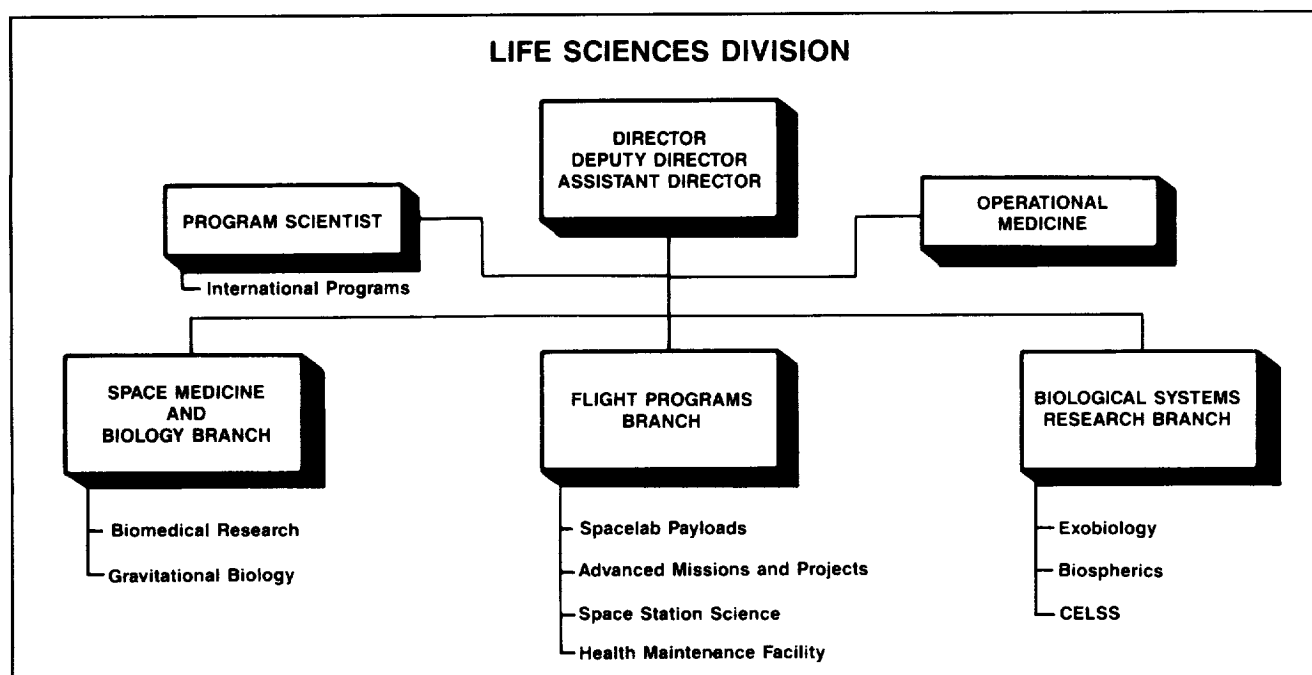 LIFE SCIENCES DIVISION
DIRECTOR
DEPUTY DIRECTOR
ASSISTANT DIRECTOR
PROGRAM SCIENTIST
International Programs
OPERATIONAL
MEDICINE
SPACE MEDICINE
AND
BIOLOGY BRANCH
Biomedical Research
Gravitational Biology
FLIGHT PROGRAMS
BRANCH
Spacelab Payloads
Advanced Missions and Projects
Space Station Science
Health Maintenance Facility
BIOLOGICAL SYSTEMS
RESEARCH BRANCH
Exobiology
Biospherics
CELSS